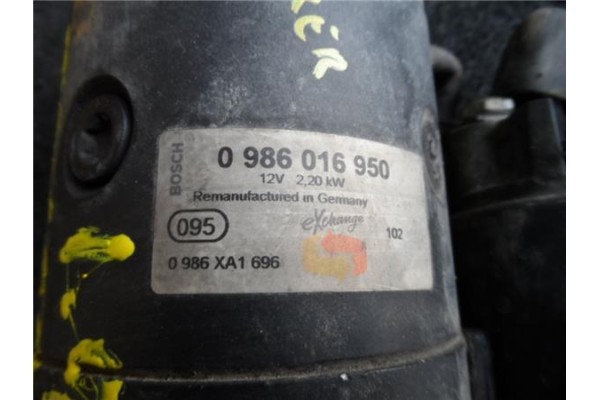 BOSCH
0 986 016 950
12V 2,20 kW
Remanufactured in Germany
095
eXchange
102
0 986 XA1 696